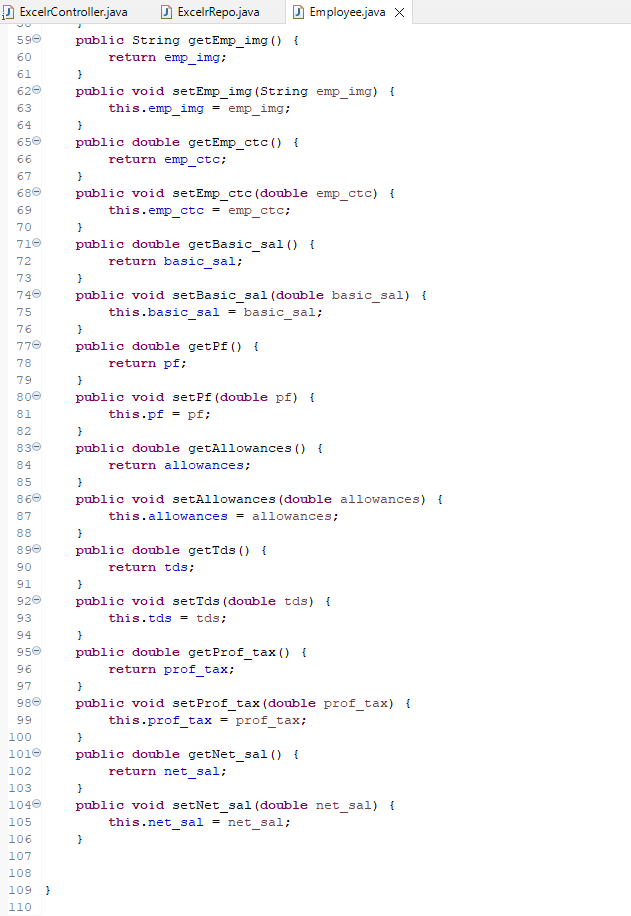 ExcelrController.java ExcelrRepo.java Employee.java
58 }
59 public String getEmp_img() {
60 return emp_img;
61 }
62 public void setEmp_img(String emp_img) {
63 this.emp_img = emp_img;
64 }
65 public double getEmp_ctc() {
66 return emp_ctc;
67 }
68 public void setEmp_ctc(double emp_ctc) {
69 this.emp_ctc = emp_ctc;
70 }
71 public double getBasic_sal() {
72 return basic_sal;
73 }
74 public void setBasic_sal(double basic_sal) {
75 this.basic_sal = basic_sal;
76 }
77 public double getPf() {
78 return pf;
79 }
80 public void setPf(double pf) {
81 this.pf = pf;
82 }
83 public double getAllowances() {
84 return allowances;
85 }
86 public void setAllowances(double allowances) {
87 this.allowances = allowances;
88 }
89 public double getTds() {
90 return tds;
91 }
92 public void setTds(double tds) {
93 this.tds = tds;
94 }
95 public double getProf_tax() {
96 return prof_tax;
97 }
98 public void setProf_tax(double prof_tax) {
99 this.prof_tax = prof_tax;
100 }
101 public double getNet_sal() {
102 return net_sal;
103 }
104 public void setNet_sal(double net_sal) {
105 this.net_sal = net_sal;
106 }
107
108
109 }
110